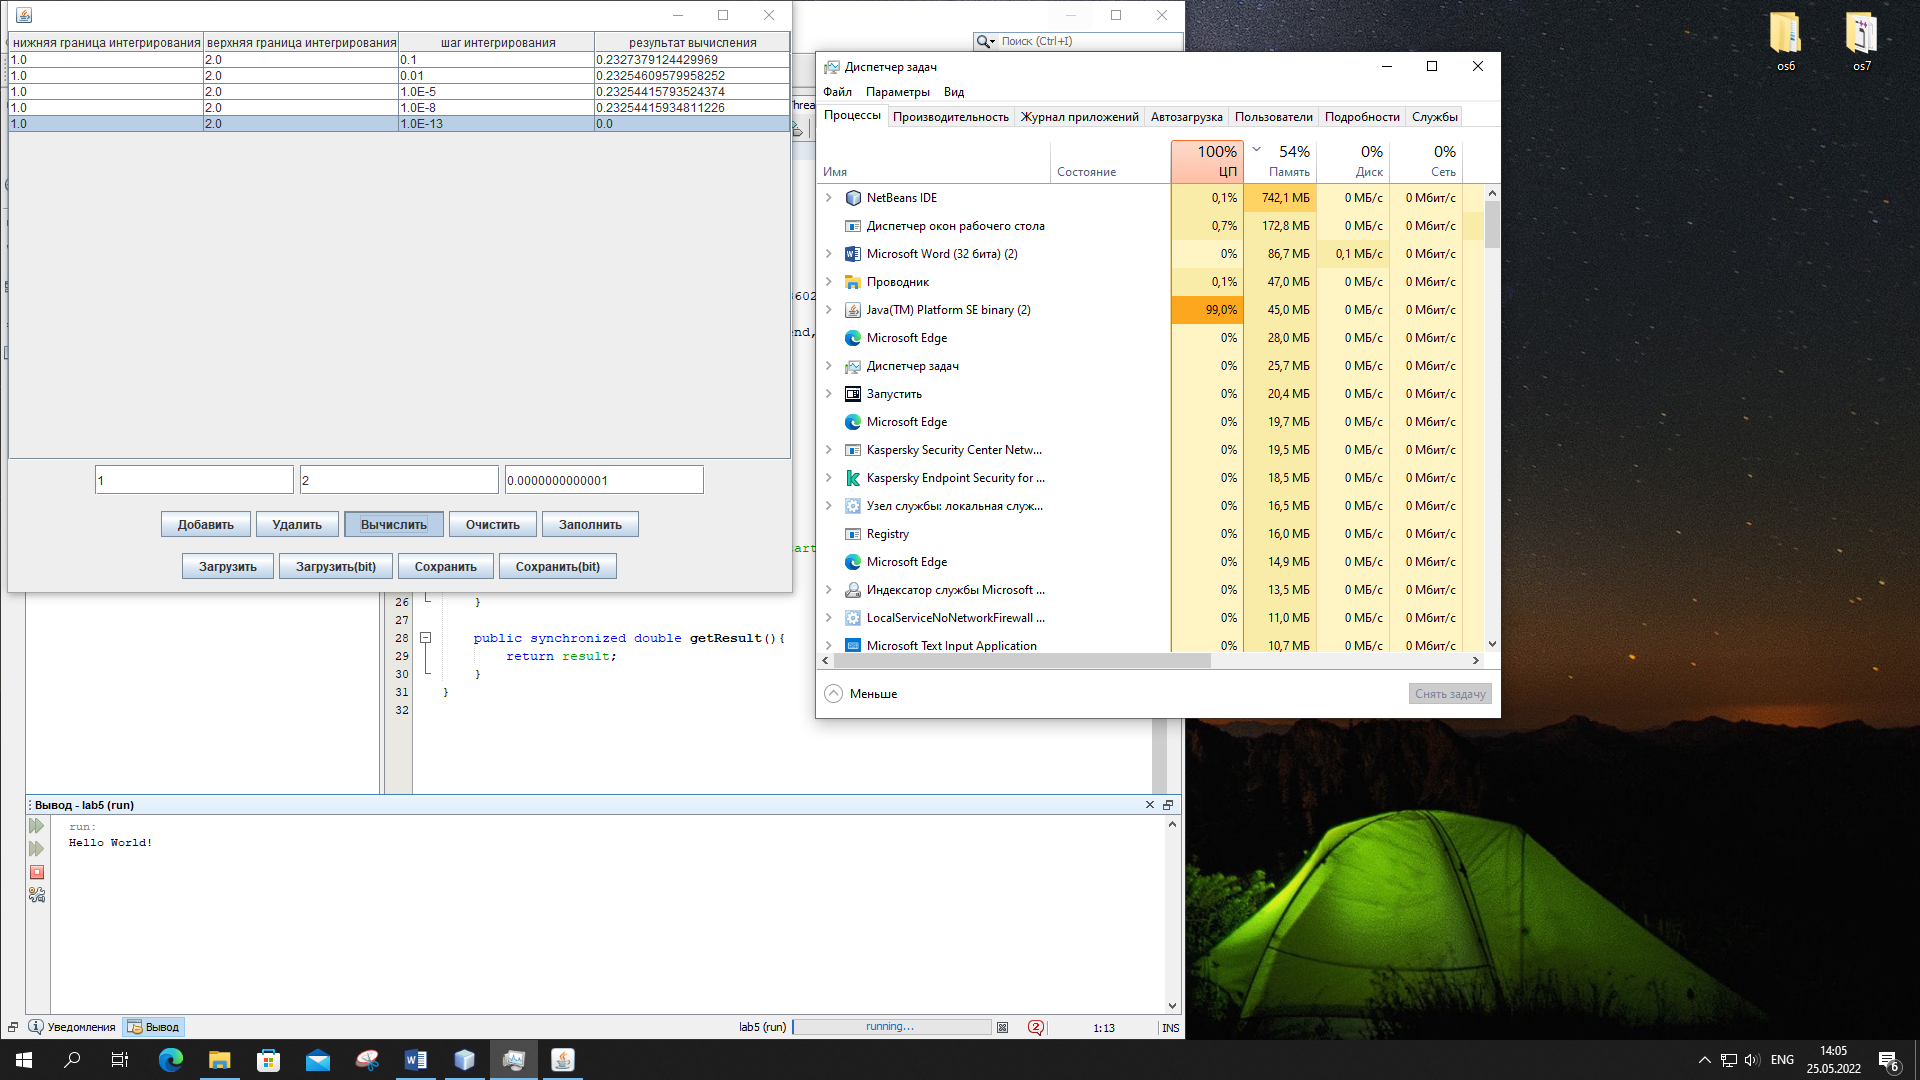 нижняя граница интегрирования верхняя граница интегрирования шаг интегрирования результат вычисления
1.0 2.0 0.1 0.2327379124429969
1.0 2.0 0.01 0.23254609579958252
1.0 2.0 1.0E-5 0.23254415793524374
1.0 2.0 1.0E-8 0.23254415934811226
1.0 2.0 1.0E-13 0.0
1 2 0.0000000000001
Добавить Удалить Вычислить Очистить Заполнить
Загрузить Загрузить(bit) Сохранить Сохранить(bit)
Поиск (Ctrl+I)
26 }
27
28 public synchronized double getResult(){
29 return result;
30 }
31 }
32
Вывод - lab5 (run)
run:
Hello World!
Уведомления Вывод lab5 (run) running... 2 1:13 INS
Диспетчер задач
Файл Параметры Вид
Процессы Производительность Журнал приложений Автозагрузка Пользователи Подробности Службы
100% 54% 0% 0%
Имя Состояние ЦП Память Диск Сеть
NetBeans IDE 0,1% 742,1 МБ 0 МБ/с 0 Мбит/с
Диспетчер окон рабочего стола 0,7% 172,8 МБ 0 МБ/с 0 Мбит/с
Microsoft Word (32 бита) (2) 0% 86,7 МБ 0,1 МБ/с 0 Мбит/с
Проводник 0,1% 47,0 МБ 0 МБ/с 0 Мбит/с
Java(TM) Platform SE binary (2) 99,0% 45,0 МБ 0 МБ/с 0 Мбит/с
Microsoft Edge 0% 28,0 МБ 0 МБ/с 0 Мбит/с
Диспетчер задач 0% 25,7 МБ 0 МБ/с 0 Мбит/с
Запустить 0% 20,4 МБ 0 МБ/с 0 Мбит/с
Microsoft Edge 0% 19,7 МБ 0 МБ/с 0 Мбит/с
Kaspersky Security Center Netw... 0% 19,5 МБ 0 МБ/с 0 Мбит/с
Kaspersky Endpoint Security for ... 0% 18,5 МБ 0 МБ/с 0 Мбит/с
Узел службы: локальная служ... 0% 16,5 МБ 0 МБ/с 0 Мбит/с
Registry 0% 16,0 МБ 0 МБ/с 0 Мбит/с
Microsoft Edge 0% 14,9 МБ 0 МБ/с 0 Мбит/с
Индексатор службы Microsoft ... 0% 13,5 МБ 0 МБ/с 0 Мбит/с
LocalServiceNoNetworkFirewall ... 0% 11,0 МБ 0 МБ/с 0 Мбит/с
Microsoft Text Input Application 0% 10,7 МБ 0 МБ/с 0 Мбит/с
Меньше Снять задачу
os6 os7
ENG 14:05
25.05.2022
6